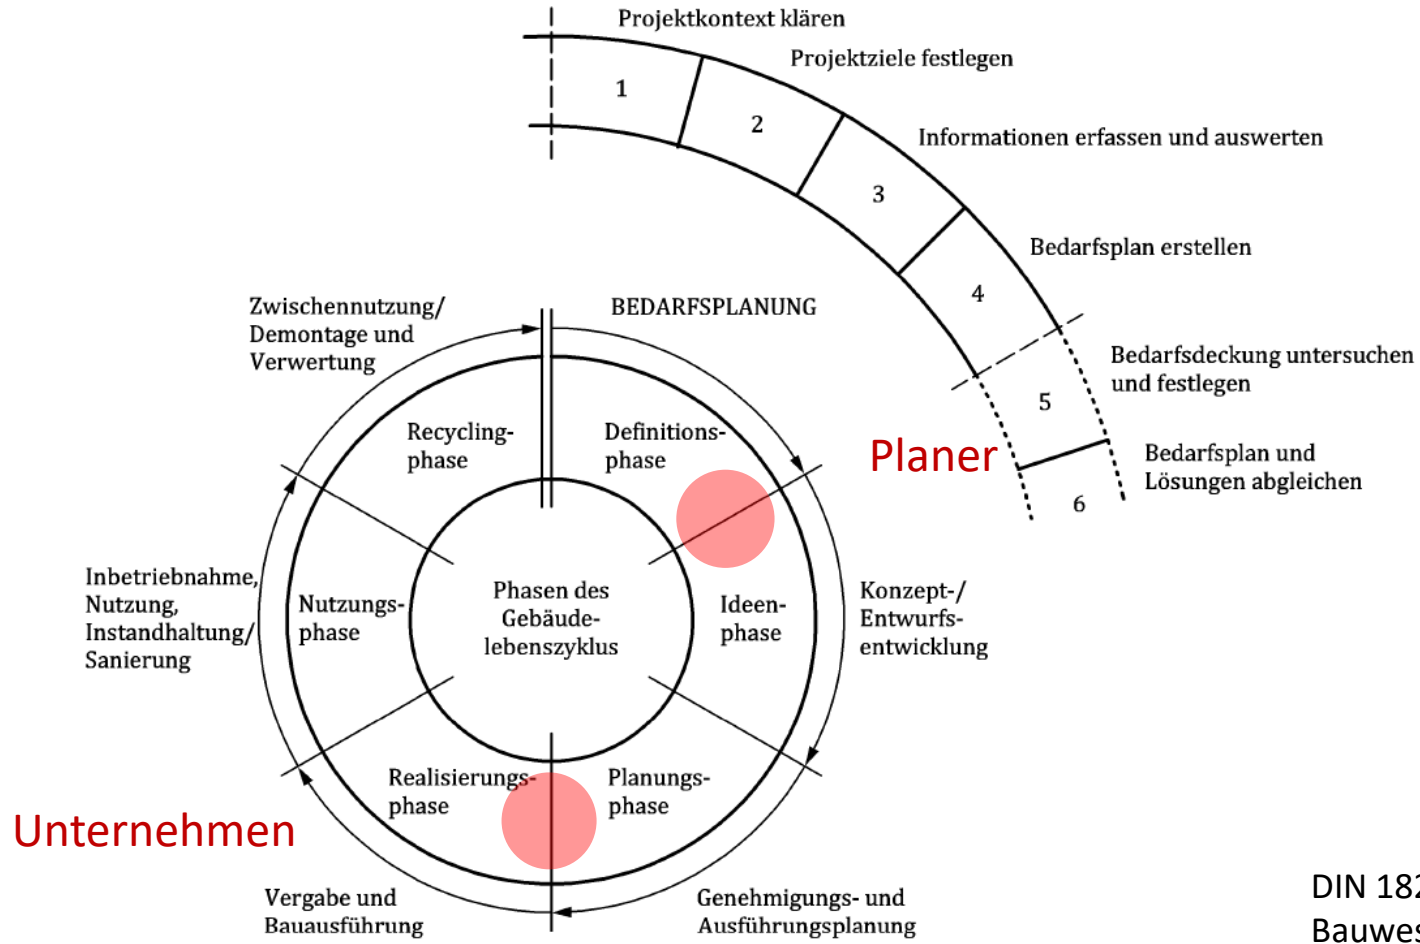 Projektkontext klären
Projektziele festlegen
1
2
Informationen erfassen und auswerten
3
Bedarfsplan erstellen
4
Zwischennutzung/
Demontage und
Verwertung
BEDARFSPLANUNG
Bedarfsdeckung untersuchen
und festlegen
5
Recycling-
phase
Definitions-
phase
Planer
Bedarfsplan und
Lösungen abgleichen
6
Inbetriebnahme,
Nutzung,
Instandhaltung/
Sanierung
Nutzungs-
phase
Phasen des
Gebäude-
lebenszyklus
Ideen-
phase
Konzept-/
Entwurfs-
entwicklung
Realisierungs-
phase
Planungs-
phase
Unternehmen
Vergabe und
Bauausführung
Genehmigungs- und
Ausführungsplanung
DIN 182
Bauwes